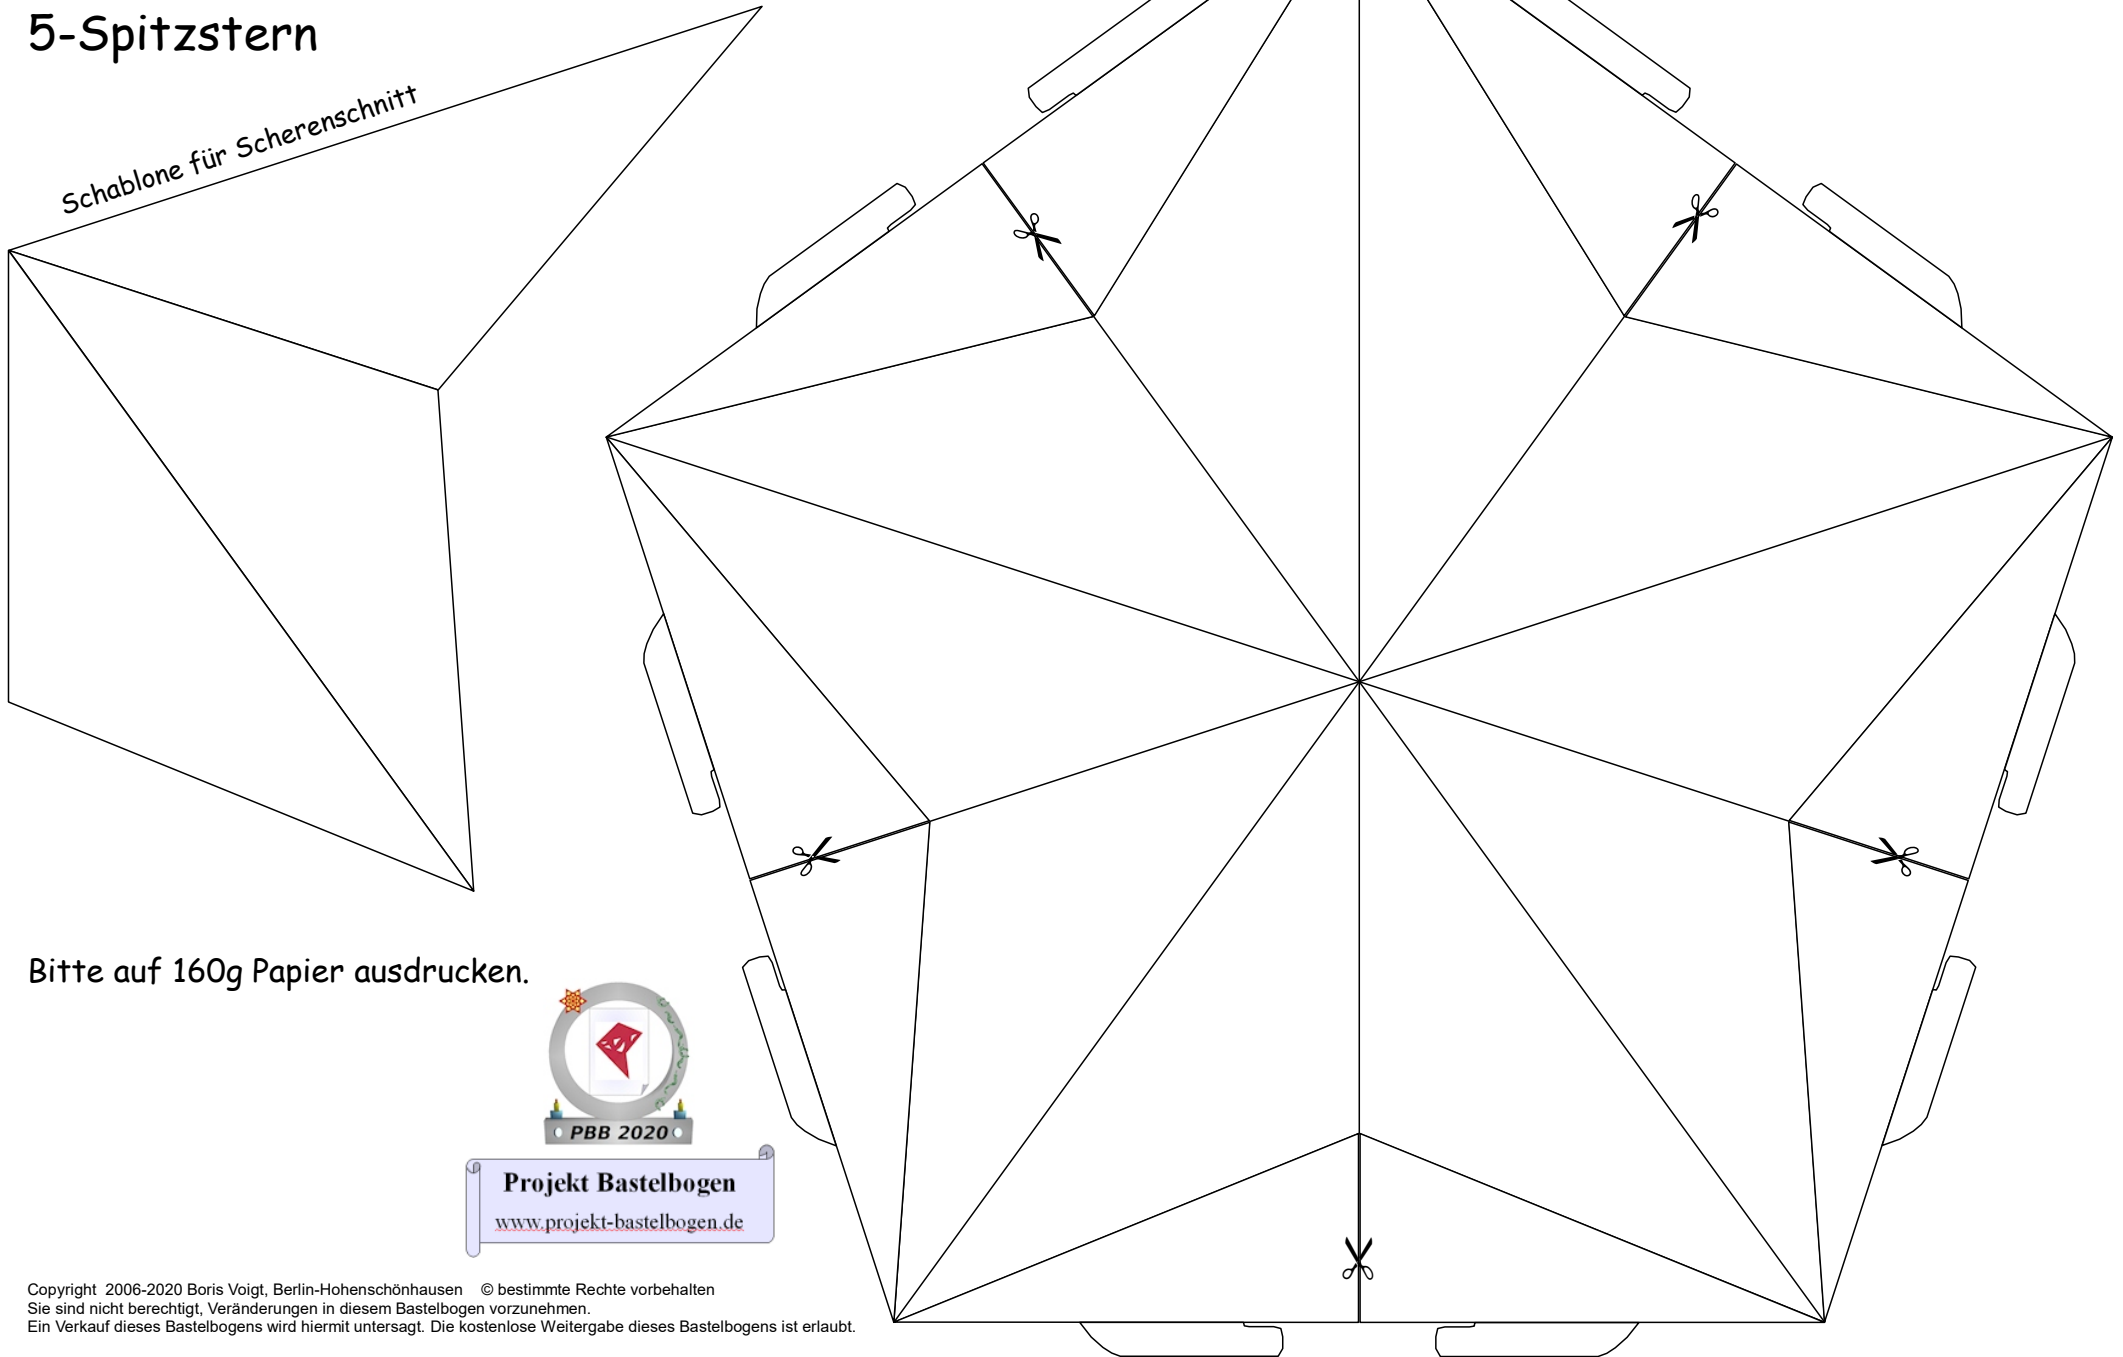 5-Spitzstern
Schablone für Scherenschnitt
Bitte auf 160g Papier ausdrucken.
PBB 2020
Projekt Bastelbogen
www.projekt-bastelbogen.de
Copyright  2006-2020 Boris Voigt, Berlin-Hohenschönhausen    © bestimmte Rechte vorbehalten
Sie sind nicht berechtigt, Veränderungen in diesem Bastelbogen vorzunehmen.
Ein Verkauf dieses Bastelbogens wird hiermit untersagt. Die kostenlose Weitergabe dieses Bastelbogens ist erlaubt.